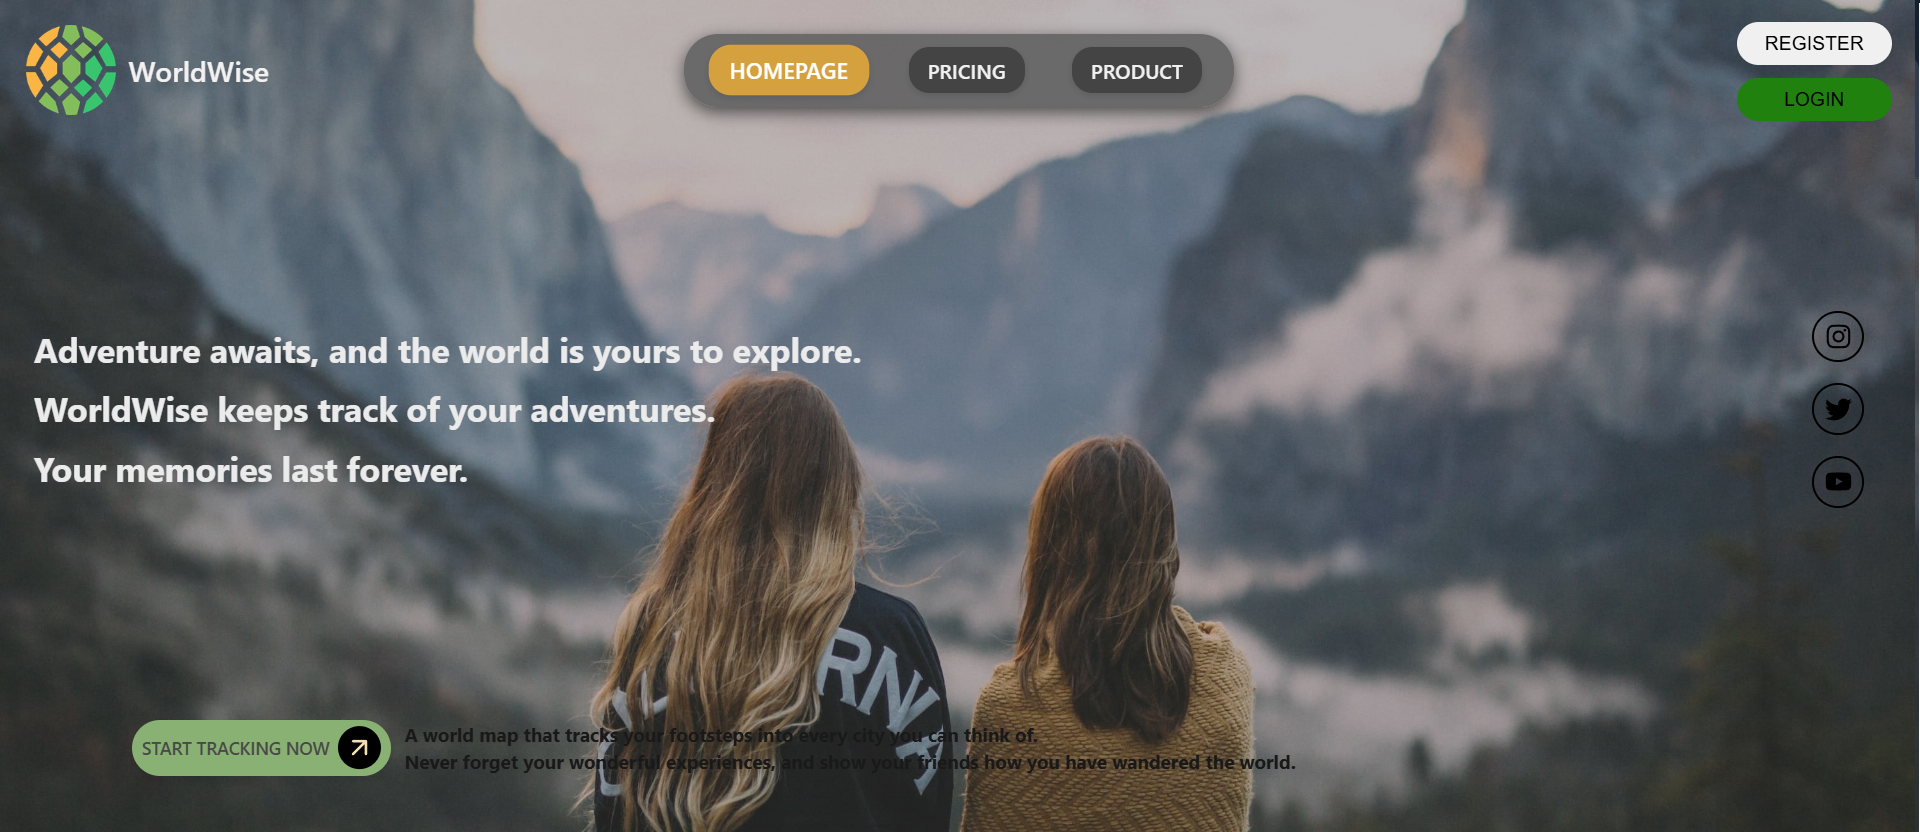 WorldWise
HOMEPAGE
PRICING
PRODUCT
REGISTER
LOGIN
Adventure awaits, and the world is yours to explore.
WorldWise keeps track of your adventures.
Your memories last forever.
RNIA
START TRACKING NOW
A world map that tracks your footsteps into every city you can think of.
Never forget your wonderful experiences, and show your friends how you have wandered the world.